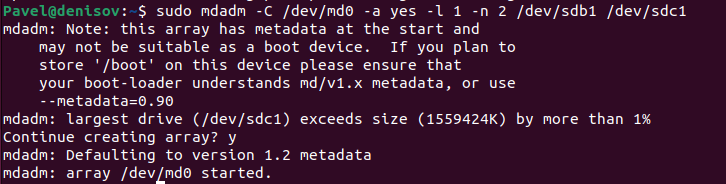 Pavel@denisov:~$ sudo mdadm -C /dev/md0 -a yes -l 1 -n 2 /dev/sdb1 /dev/sdc1
mdadm: Note: this array has metadata at the start and
    may not be suitable as a boot device.  If you plan to
    store '/boot' on this device please ensure that
    your boot-loader understands md/v1.x metadata, or use
    --metadata=0.90
mdadm: largest drive (/dev/sdc1) exceeds size (1559424K) by more than 1%
Continue creating array? y
mdadm: Defaulting to version 1.2 metadata
mdadm: array /dev/md0 started.